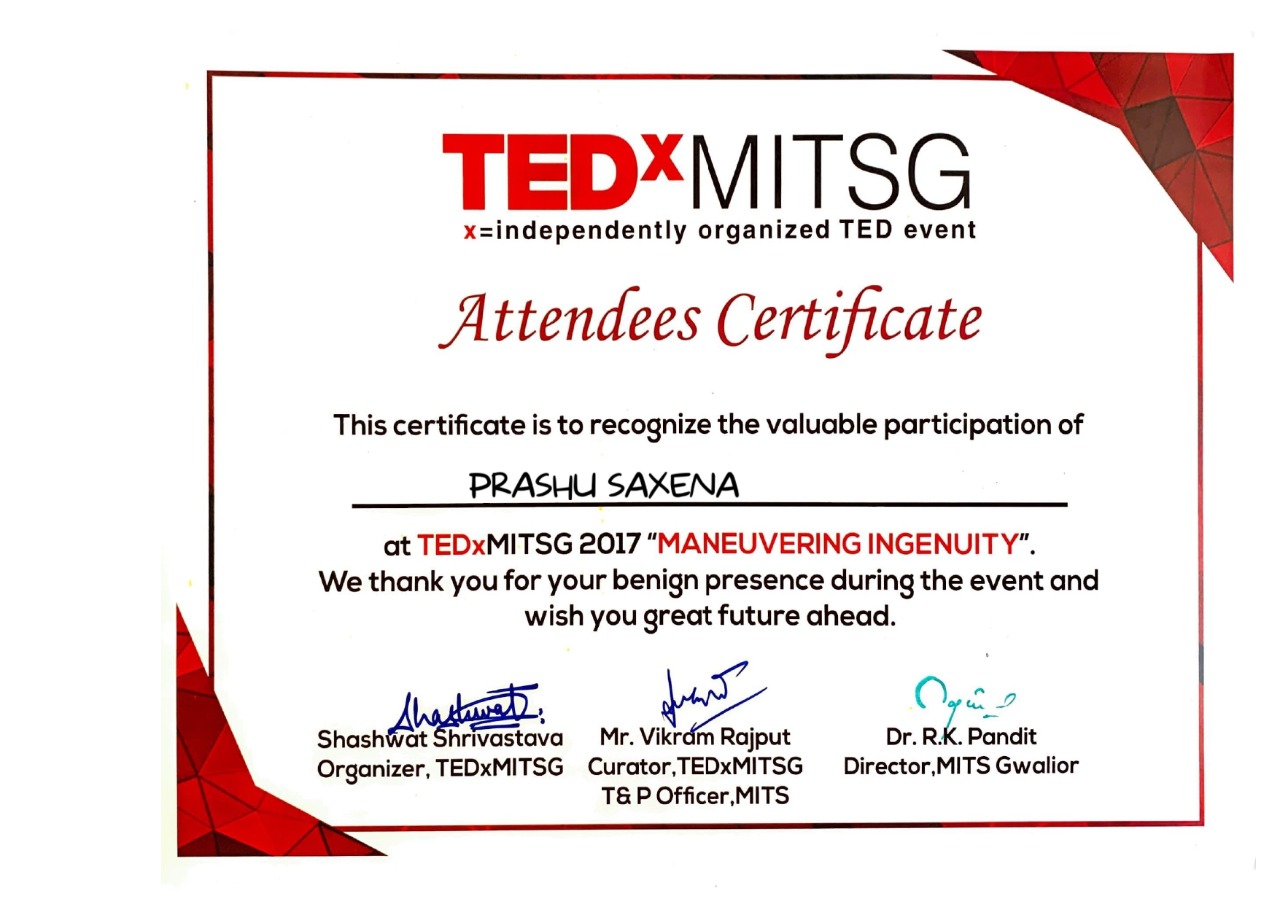 TEDxMITSG
x=independently organized TED event
Attendees Certificate
This certificate is to recognize the valuable participation of
PRASHU SAXENA
at TEDxMITSG 2017 “MANEUVERING INGENUITY”.
We thank you for your benign presence during the event and
wish you great future ahead.
Shashwat
Shashwat Shrivastava Mr. Vikram Rajput Dr. R.K. Pandit
Organizer, TEDxMITSG Curator,TEDxMITSG Director,MITS Gwalior
T& P Officer,MITS